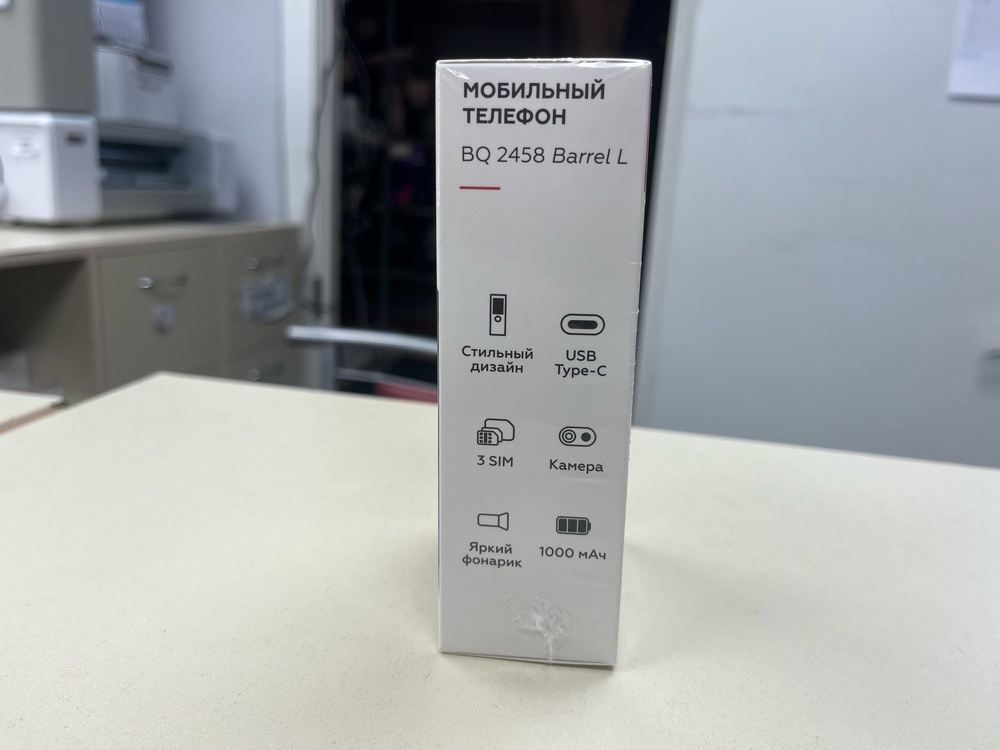 МОБИЛЬНЫЙ
ТЕЛЕФОН
BQ 2458 Barrel L
Стильный
дизайн
USB
Type-C
3 SIM
Камера
Яркий
фонарик
1000 мАч